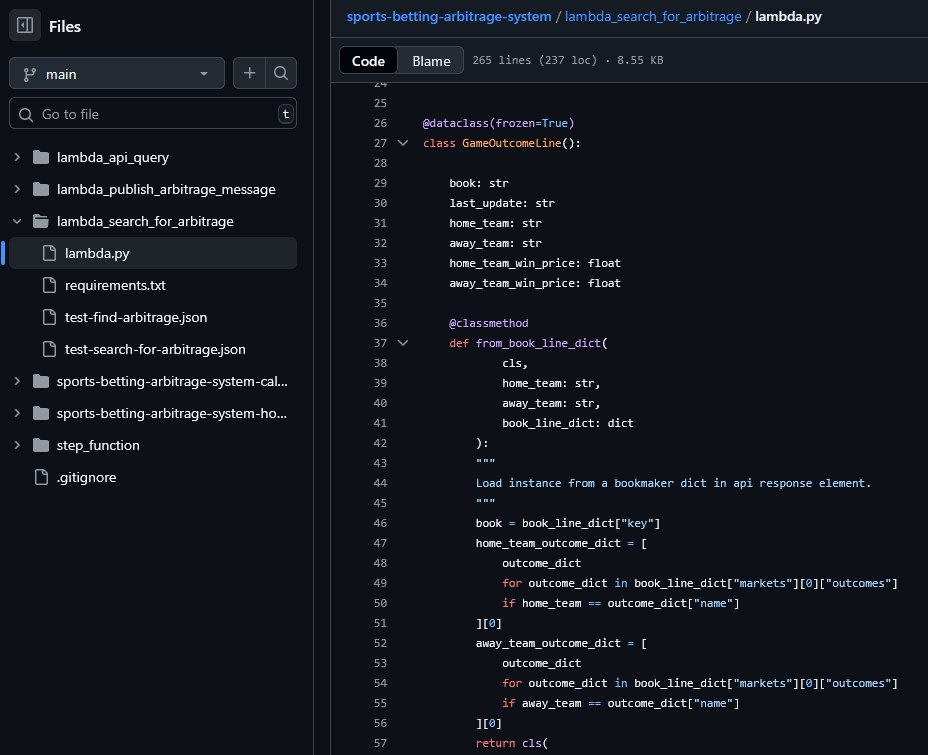 Files
main
Go to file
t
lambda_api_query
lambda_publish_arbitrage_message
lambda_search_for_arbitrage
lambda.py
requirements.txt
test-find-arbitrage.json
test-search-for-arbitrage.json
sports-betting-arbitrage-system-cal...
sports-betting-arbitrage-system-ho...
step_function
.gitignore
sports-betting-arbitrage-system / lambda_search_for_arbitrage / lambda.py
Code Blame 265 lines (237 loc) · 8.55 KB
24
25
26 @dataclass(frozen=True)
27 class GameOutcomeLine():
28
29 book: str
30 last_update: str
31 home_team: str
32 away_team: str
33 home_team_win_price: float
34 away_team_win_price: float
35
36 @classmethod
37 def from_book_line_dict(
38 cls,
39 home_team: str,
40 away_team: str,
41 book_line_dict: dict
42 ):
43 """
44 Load instance from a bookmaker dict in api response element.
45 """
46 book = book_line_dict["key"]
47 home_team_outcome_dict = [
48 outcome_dict
49 for outcome_dict in book_line_dict["markets"][0]["outcomes"]
50 if home_team == outcome_dict["name"]
51 ][0]
52 away_team_outcome_dict = [
53 outcome_dict
54 for outcome_dict in book_line_dict["markets"][0]["outcomes"]
55 if away_team == outcome_dict["name"]
56 ][0]
57 return cls(